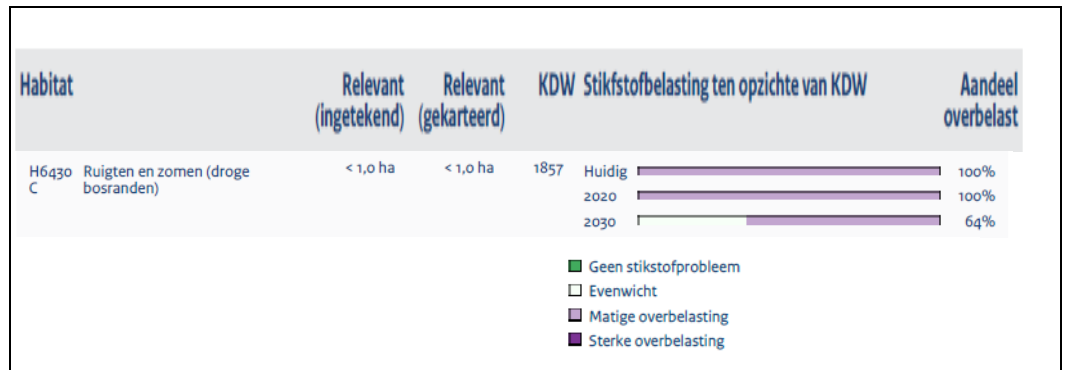 Habitat Relevant Relevant KDW Stikfstofbelasting ten opzichte van KDW Aandeel
(ingetekend) (gekarteerd) overbelast
H6430 Ruigten en zomen (droge < 1,0 ha < 1,0 ha 1857 Huidig 100%
C bosranden)
2020 100%
2030 64%
Geen stikstofprobleem
Evenwicht
Matige overbelasting
Sterke overbelasting